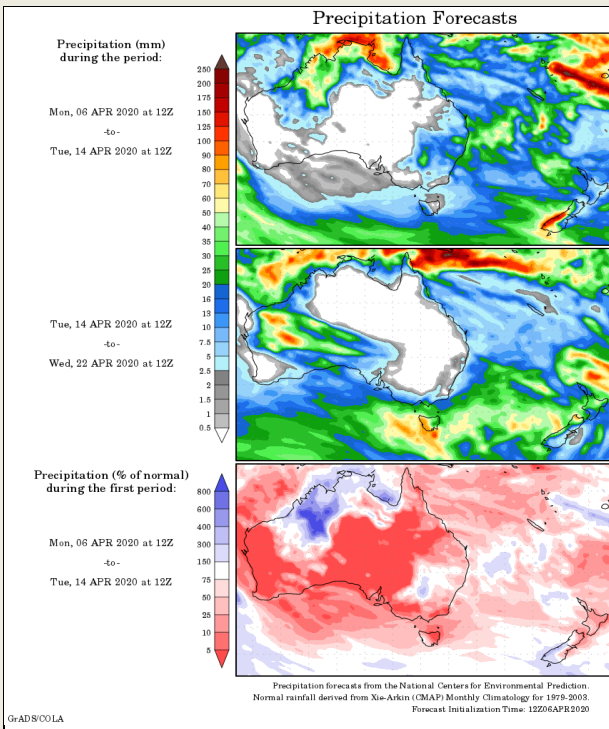 Precipitation Forecasts
Precipitation (mm)
during the period:
Mon, 06 APR 2020 at 12Z
-to-
Tue, 14 APR 2020 at 12Z
250
200
175
150
125
100
90
80
70
60
50
40
35
30
25
20
16
13
10
7.5
5
2.5
2
1.5
1
0.5
Tue, 14 APR 2020 at 12Z
-to-
Wed, 22 APR 2020 at 12Z
Precipitation (% of normal)
during the first period:
Mon, 06 APR 2020 at 12Z
-to-
Tue, 14 APR 2020 at 12Z
800
600
400
300
150
75
50
25
10
5
Precipitation forecasts from the National Centers for Environmental Prediction.
Normal rainfall derived from Xie-Arkin (CMAP) Monthly Climatology for 1979-2003.
Forecast Initialization Time: 12Z06APR2020
GrADS/COLA